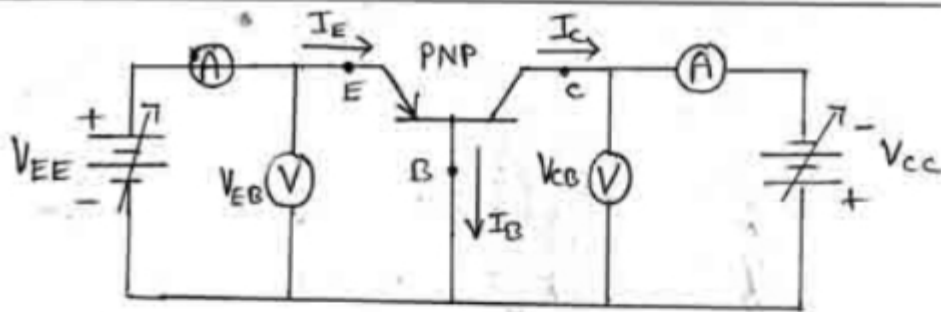 I_E PNP I_C
A E C A
+ V_EE - V_EB V B I_B V_CB V - V_CC +